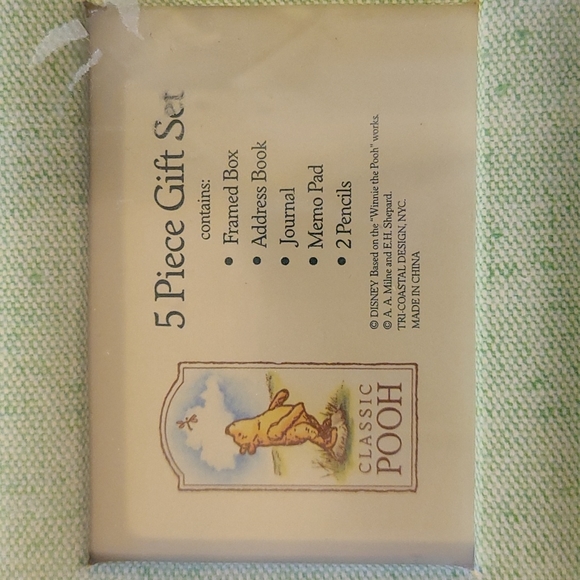 5 Piece Gift Set
contains:
• Framed Box
• Address Book
• Journal
• Memo Pad
• 2 Pencils
© DISNEY Based on the "Winnie the Pooh" works.
© A. A. Milne and E.H. Shepard.
TRI-COASTAL DESIGN, NYC.
MADE IN CHINA
CLASSIC
POOH